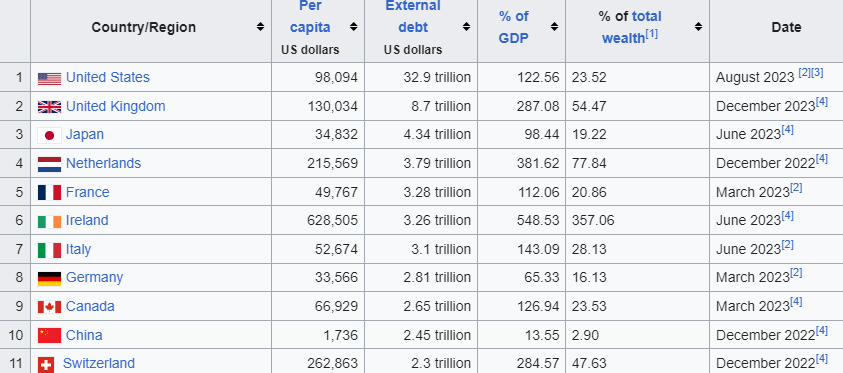 Country/Region Per capita US dollars External debt US dollars % of GDP % of total wealth[1] Date
1 United States 98,094 32.9 trillion 122.56 23.52 August 2023 [2][3]
2 United Kingdom 130,034 8.7 trillion 287.08 54.47 December 2023[4]
3 Japan 34,832 4.34 trillion 98.44 19.22 June 2023[4]
4 Netherlands 215,569 3.79 trillion 381.62 77.84 December 2022[4]
5 France 49,767 3.28 trillion 112.06 20.86 March 2023[2]
6 Ireland 628,505 3.26 trillion 548.53 357.06 June 2023[4]
7 Italy 52,674 3.1 trillion 143.09 28.13 June 2023[2]
8 Germany 33,566 2.81 trillion 65.33 16.13 March 2023[2]
9 Canada 66,929 2.65 trillion 126.94 23.53 March 2023[4]
10 China 1,736 2.45 trillion 13.55 2.90 December 2022[4]
11 Switzerland 262,863 2.3 trillion 284.57 47.63 December 2022[4]